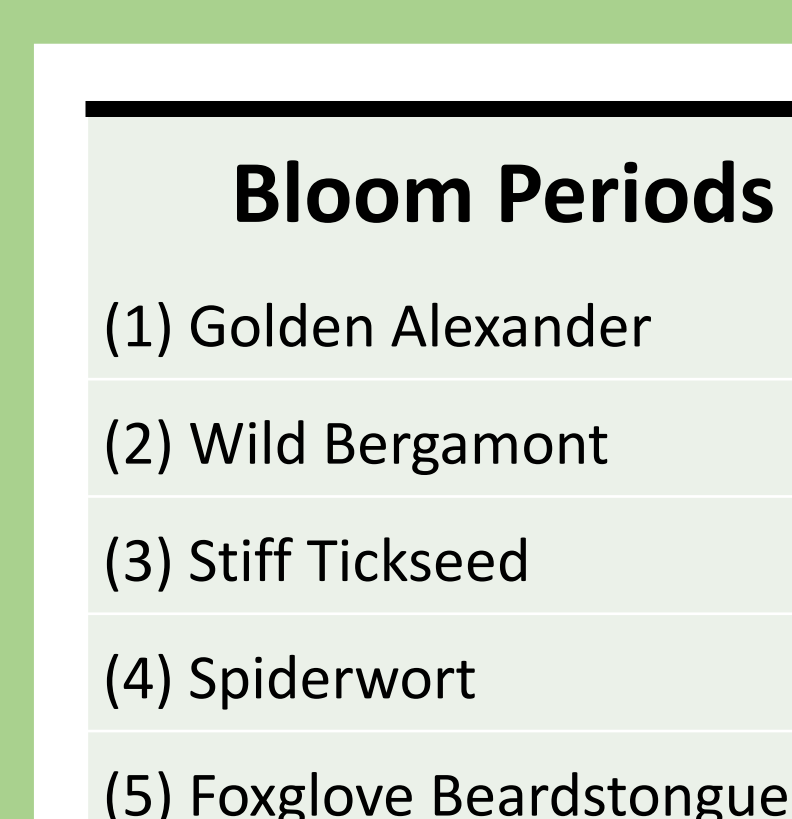 Bloom Periods
(1) Golden Alexander
(2) Wild Bergamont
(3) Stiff Tickseed
(4) Spiderwort
(5) Foxglove Beardstongue